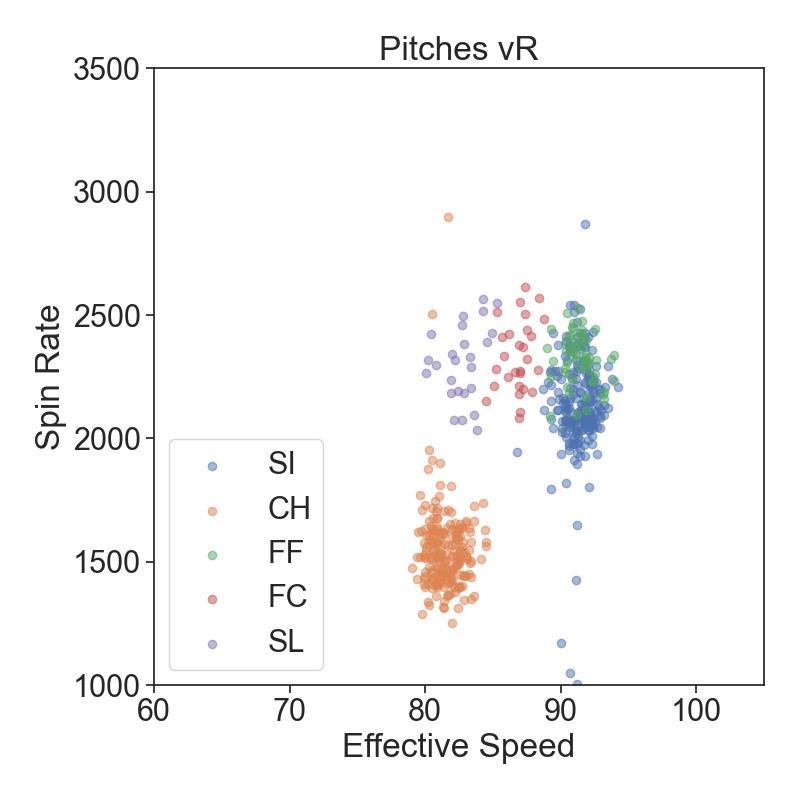 Pitches vR
3500
3000
2500
2000
1500
1000
Spin Rate
SI
CH
FF
FC
SL
60 70 80 90 100
Effective Speed